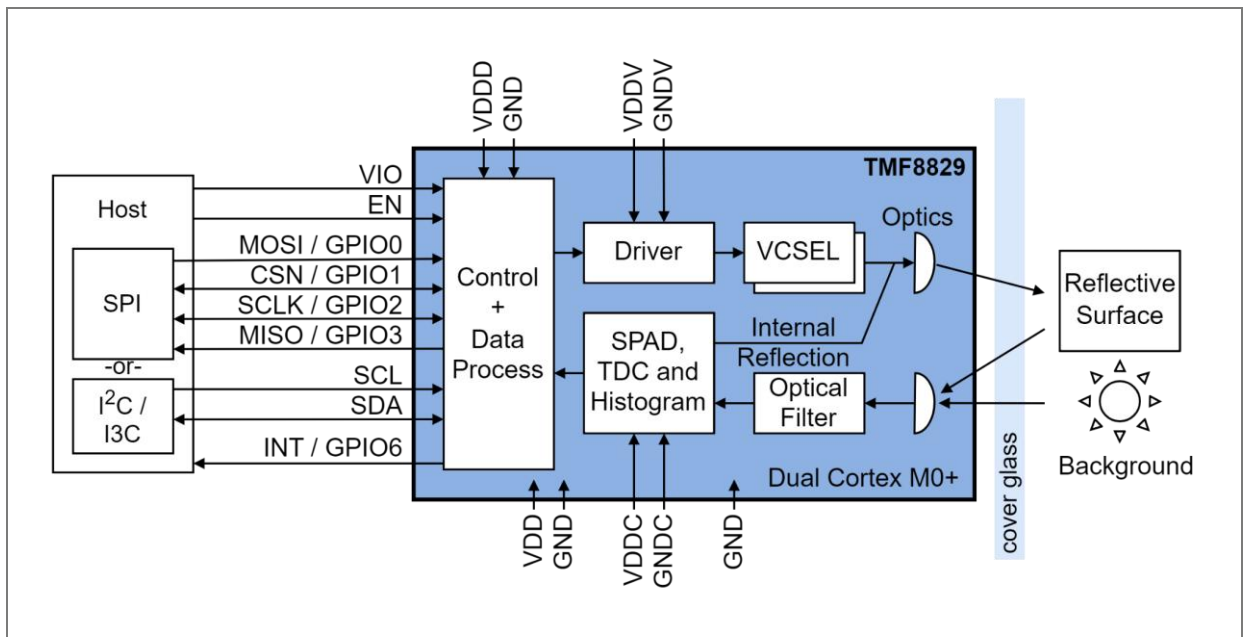 VDDD
GND
VDDV
GNDV
TMF8829
Host
VIO
EN
MOSI / GPIO0
CSN / GPIO1
SCLK / GPIO2
MISO / GPIO3
SPI
-or-
SCL
SDA
I²C /
I3C
INT / GPIO6
Control
+
Data
Process
Driver
VCSEL
Optics
SPAD,
TDC and
Histogram
Internal
Reflection
Optical
Filter
Dual Cortex M0+
Reflective
Surface
Background
cover glass
VDD
GND
VDDC
GNDC
GND